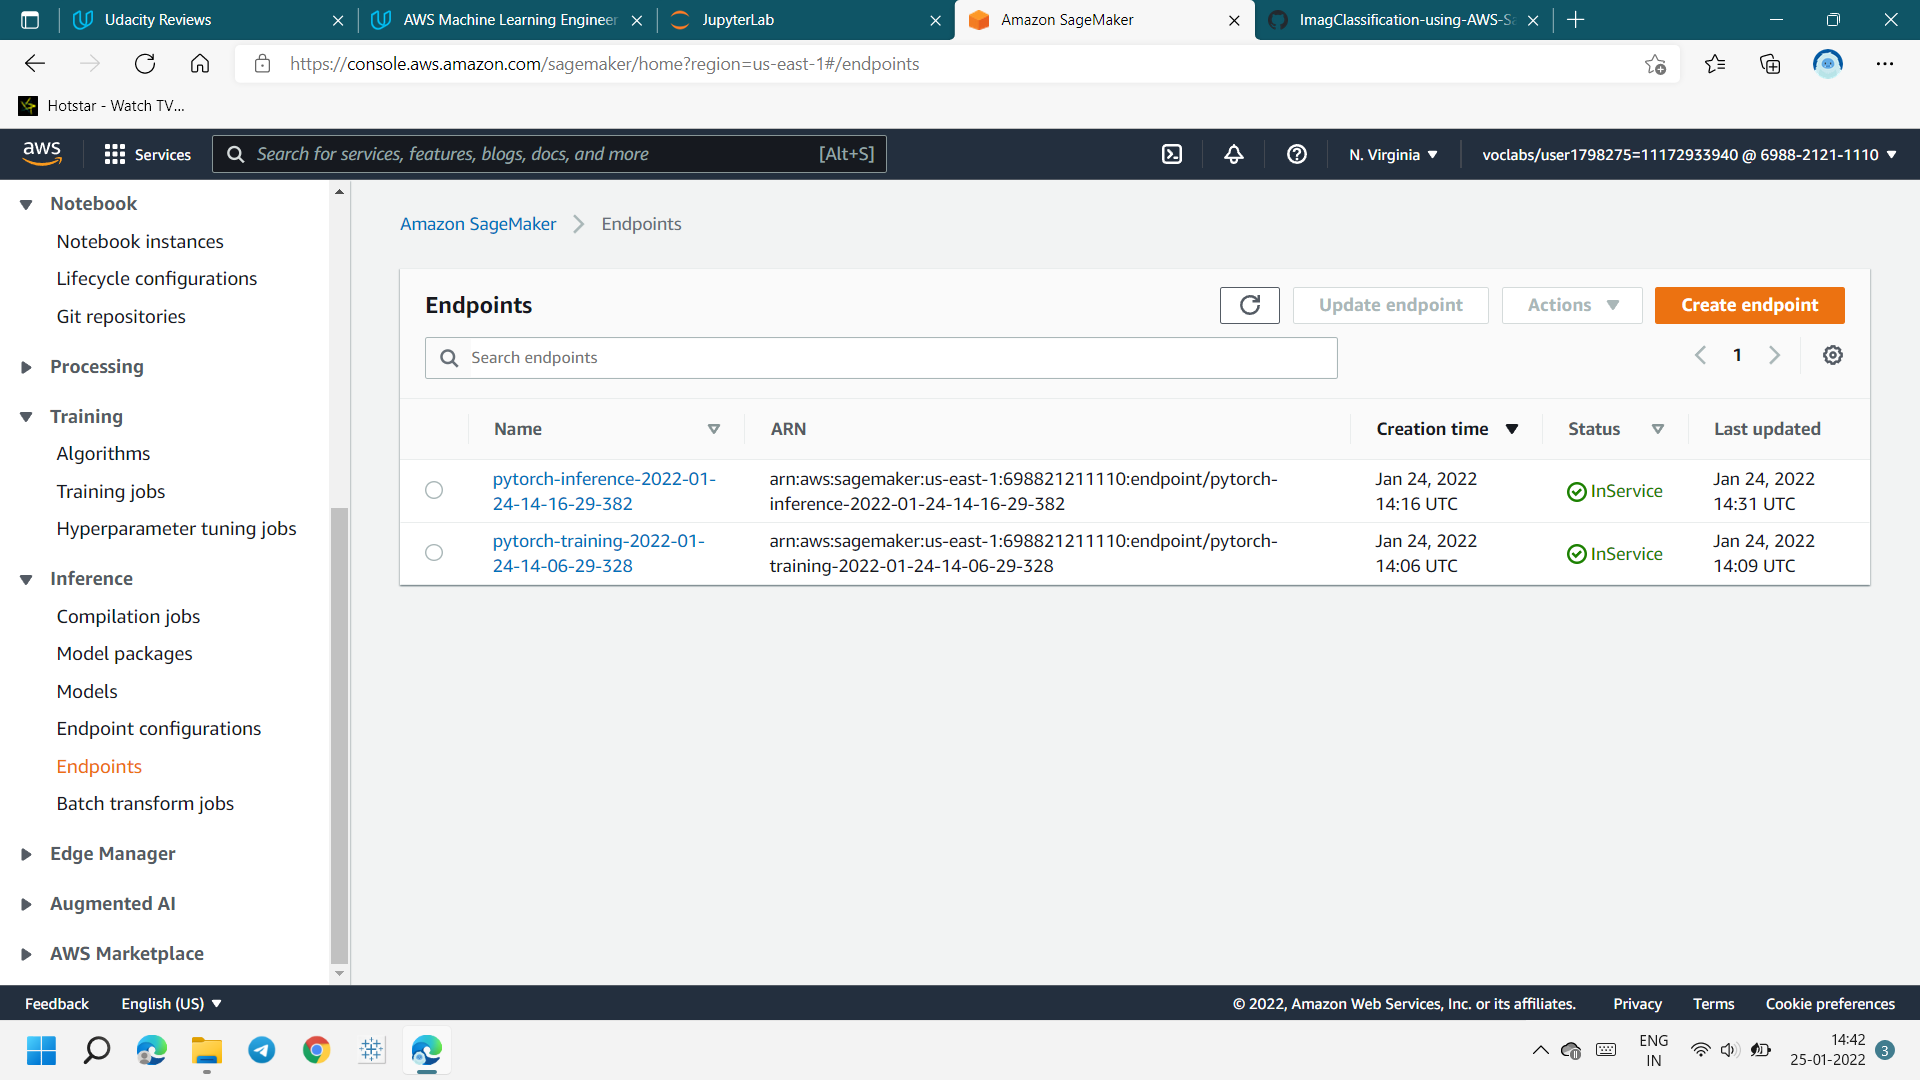 Udacity Reviews
AWS Machine Learning Engineer
JupyterLab
Amazon SageMaker
ImagClassification-using-AWS-Sa
https://console.aws.amazon.com/sagemaker/home?region=us-east-1#/endpoints
Hotstar - Watch TV...
aws
Services
Search for services, features, blogs, docs, and more [Alt+S]
N. Virginia
voclabs/user1798275=11172933940 @ 6988-2121-1110
Notebook
Notebook instances
Lifecycle configurations
Git repositories
Processing
Training
Algorithms
Training jobs
Hyperparameter tuning jobs
Inference
Compilation jobs
Model packages
Models
Endpoint configurations
Endpoints
Batch transform jobs
Edge Manager
Augmented AI
AWS Marketplace
Amazon SageMaker
Endpoints
Endpoints
Update endpoint
Actions
Create endpoint
Search endpoints
1
Name
ARN
Creation time
Status
Last updated
pytorch-inference-2022-01-
24-14-16-29-382
arn:aws:sagemaker:us-east-1:698821211110:endpoint/pytorch-
inference-2022-01-24-14-16-29-382
Jan 24, 2022
14:16 UTC
InService
Jan 24, 2022
14:31 UTC
pytorch-training-2022-01-
24-14-06-29-328
arn:aws:sagemaker:us-east-1:698821211110:endpoint/pytorch-
training-2022-01-24-14-06-29-328
Jan 24, 2022
14:06 UTC
InService
Jan 24, 2022
14:09 UTC
Feedback
English (US)
© 2022, Amazon Web Services, Inc. or its affiliates.
Privacy
Terms
Cookie preferences
ENG
IN
14:42
25-01-2022
3